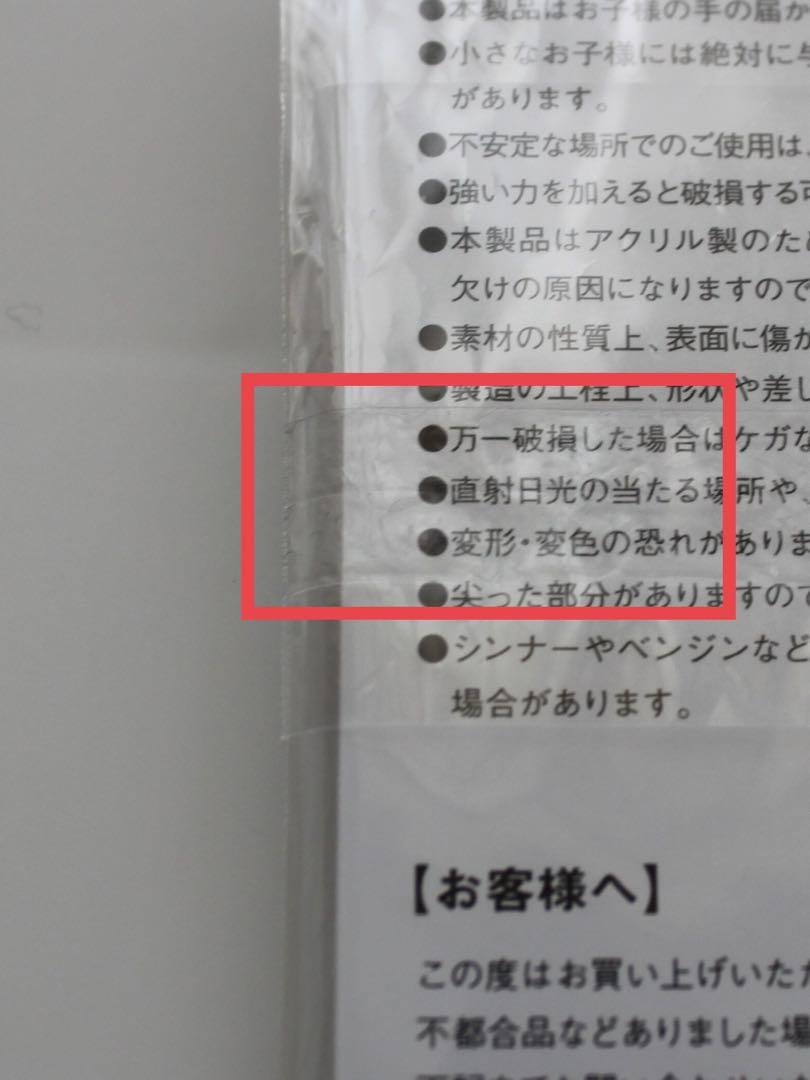 ●本製品はお子様の手の届か
●小さなお子様には絶対に与
があります。
●不安定な場所でのご使用は、
●強い力を加えると破損する可
●本製品はアクリル製のため
欠けの原因になりますので
●素材の性質上、表面に傷が
●製造の工程上、形状や差し
●万一破損した場合はケガな
●直射日光の当たる場所や、
●変形・変色の恐れがありま
●尖った部分がありますので
●シンナーやベンジンなど
場合があります。
【お客様へ】
この度はお買い上げいただ
不都合品などありました場